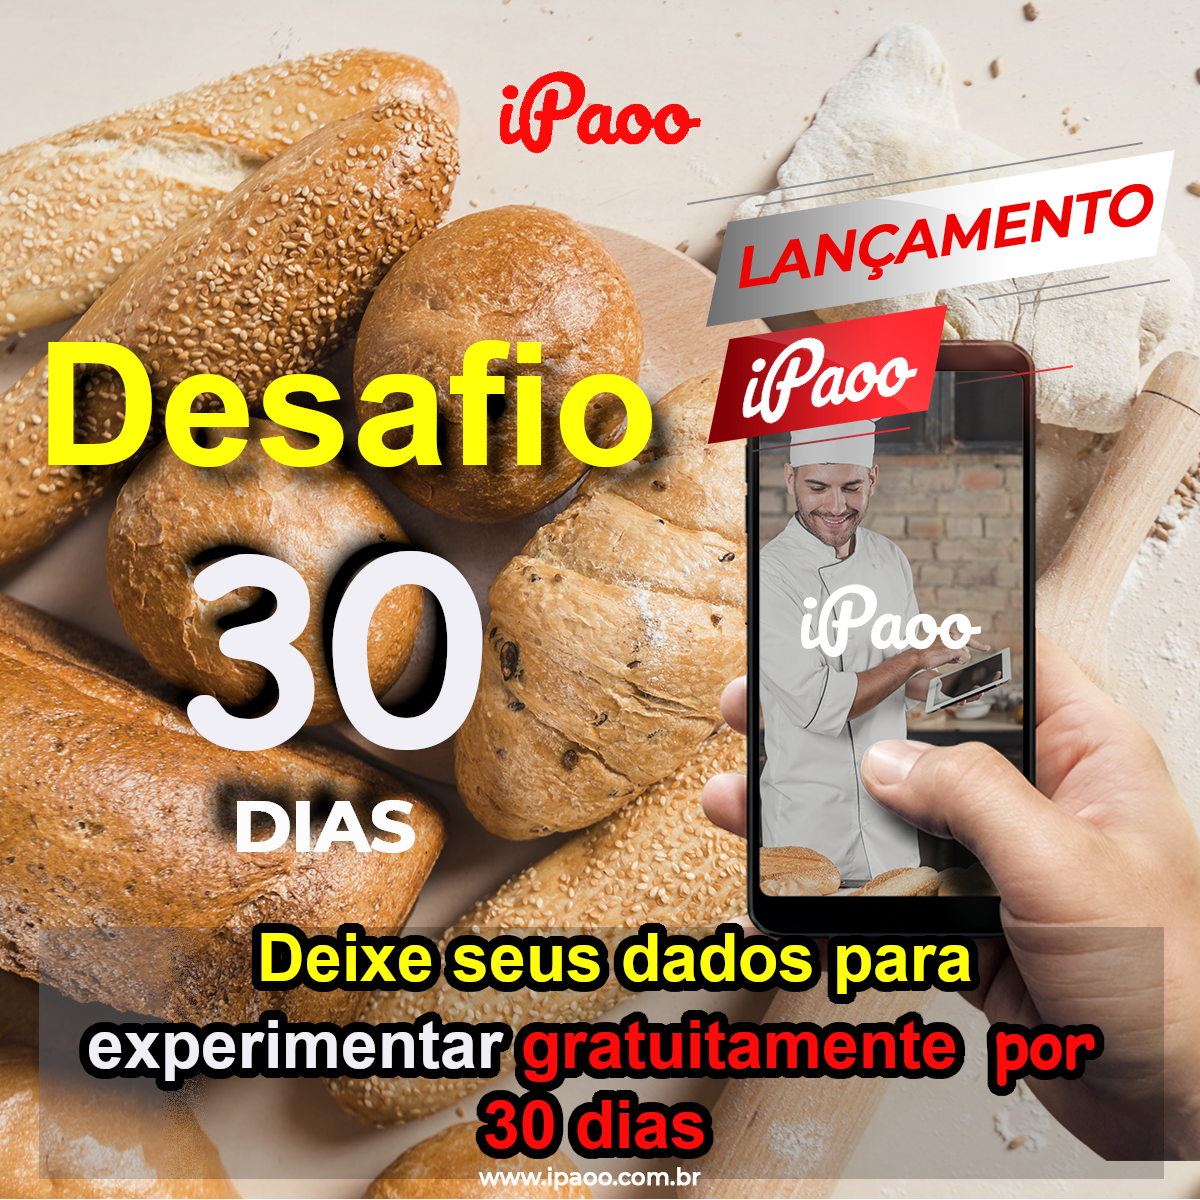 iPaoo
LANÇAMENTO
iPaoo
Desafio
30
DIAS
iPaoo
Deixe seus dados para
experimentar gratuitamente por
30 dias
www.ipaoo.com.br